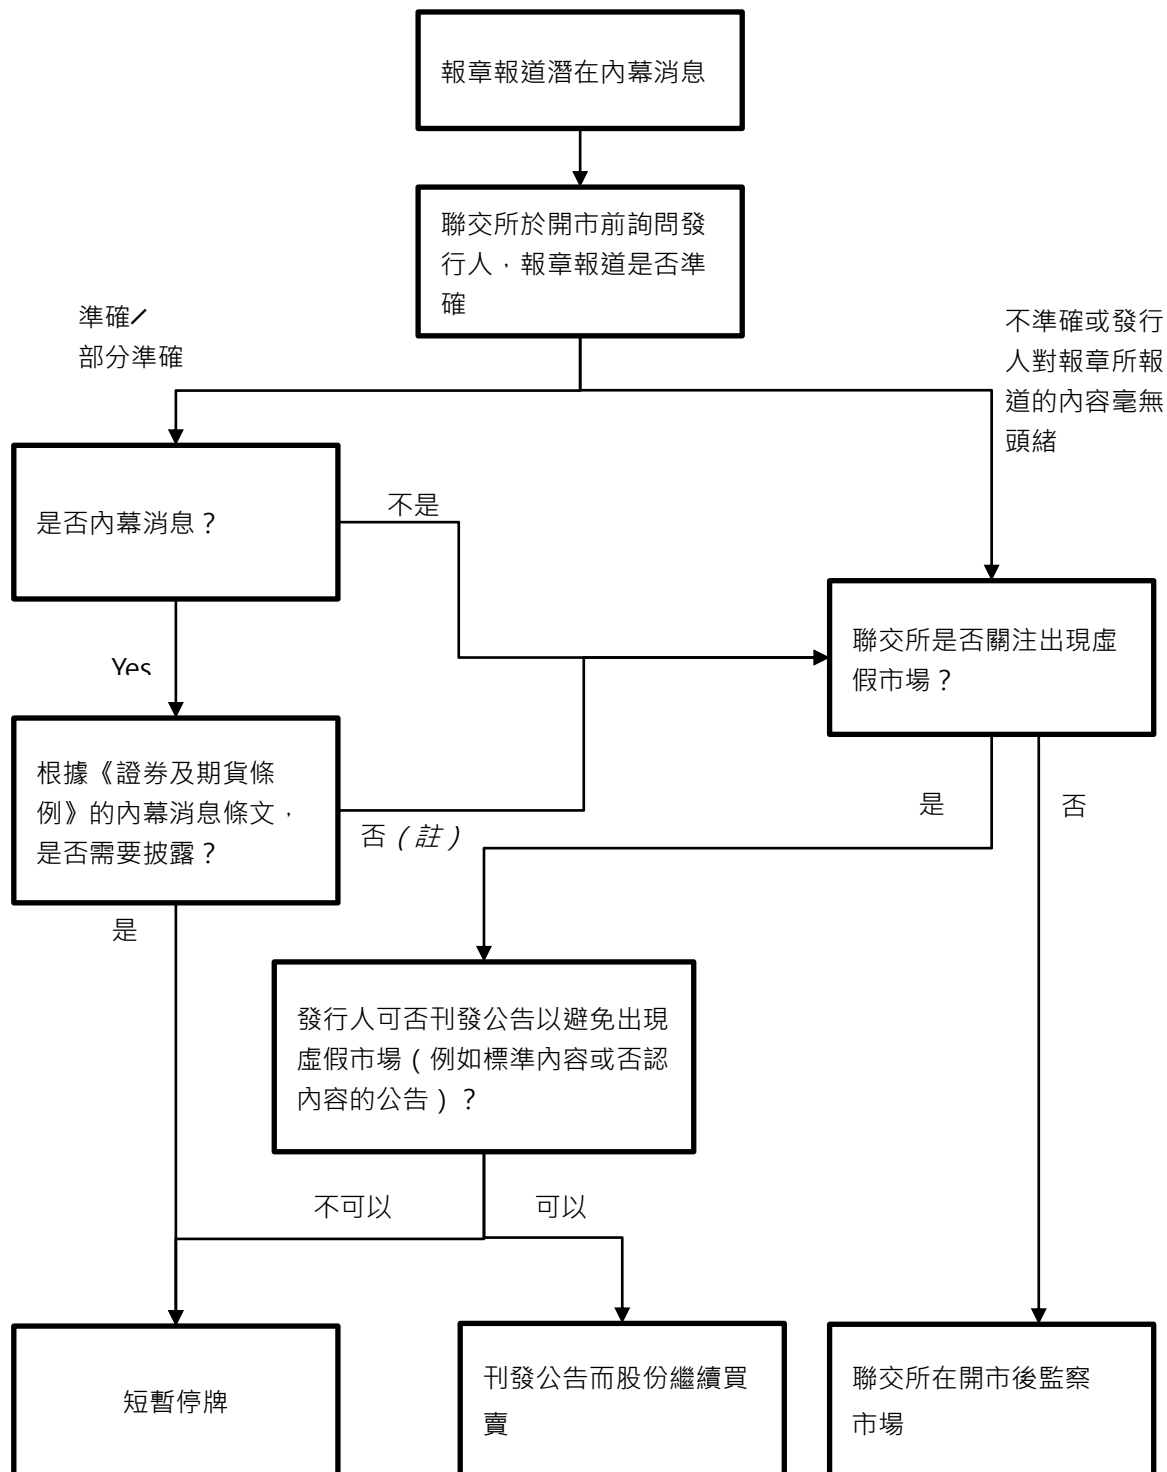 報章報道潛在內幕消息
聯交所於開市前詢問發
行人，報章報道是否準
確
準確/
部分準確
不準確或發行
人對報章所報
道的內容毫無
頭緒
是否內幕消息？
不是
Yes
聯交所是否關注出現虛
假市場？
根據《證券及期貨條
例》的內幕消息條文，
是否需要披露？
否（註）
是
否
是
發行人可否刊發公告以避免出現
虛假市場（例如標準內容或否認
內容的公告）？
不可以
可以
短暫停牌
刊發公告而股份繼續買
賣
聯交所在開市後監察
市場